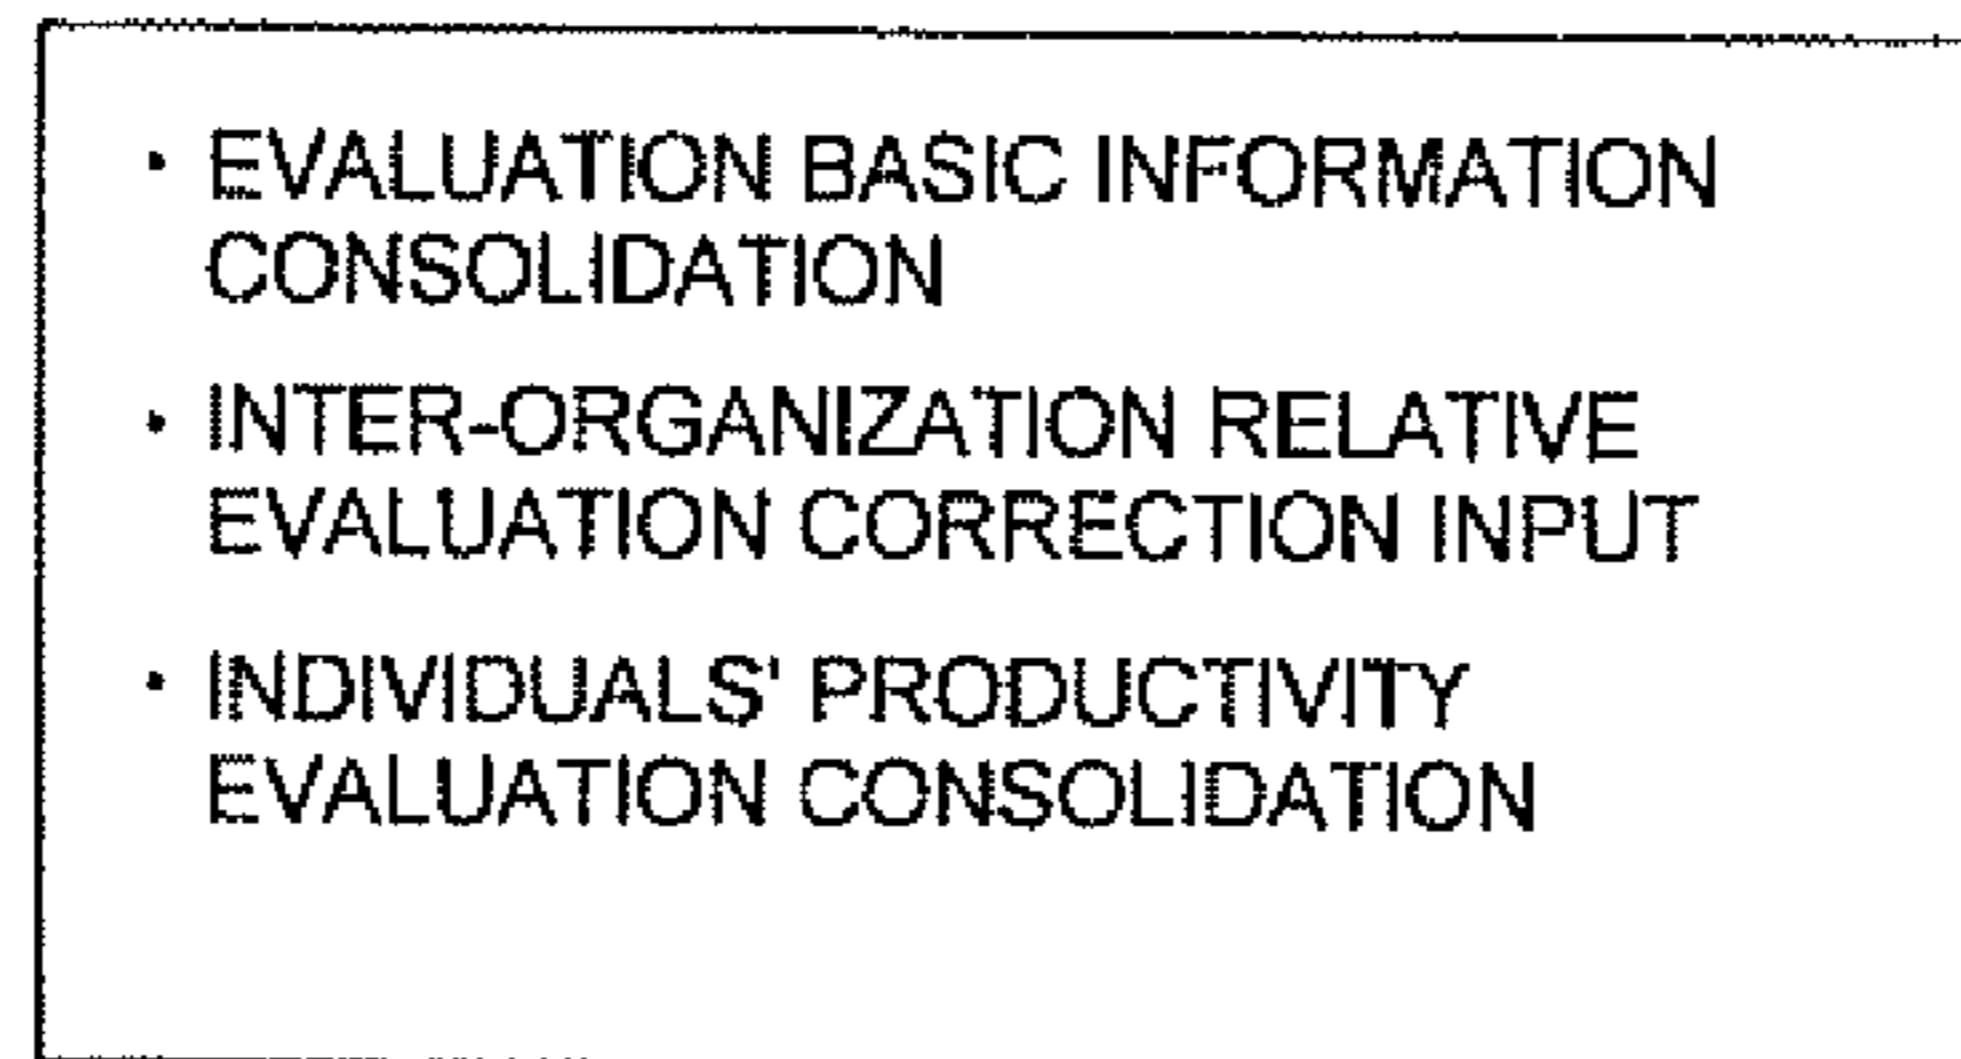 · EVALUATION BASIC INFORMATION
CONSOLIDATION
· INTER-ORGANIZATION RELATIVE
EVALUATION CORRECTION INPUT
· INDIVIDUALS' PRODUCTIVITY
EVALUATION CONSOLIDATION